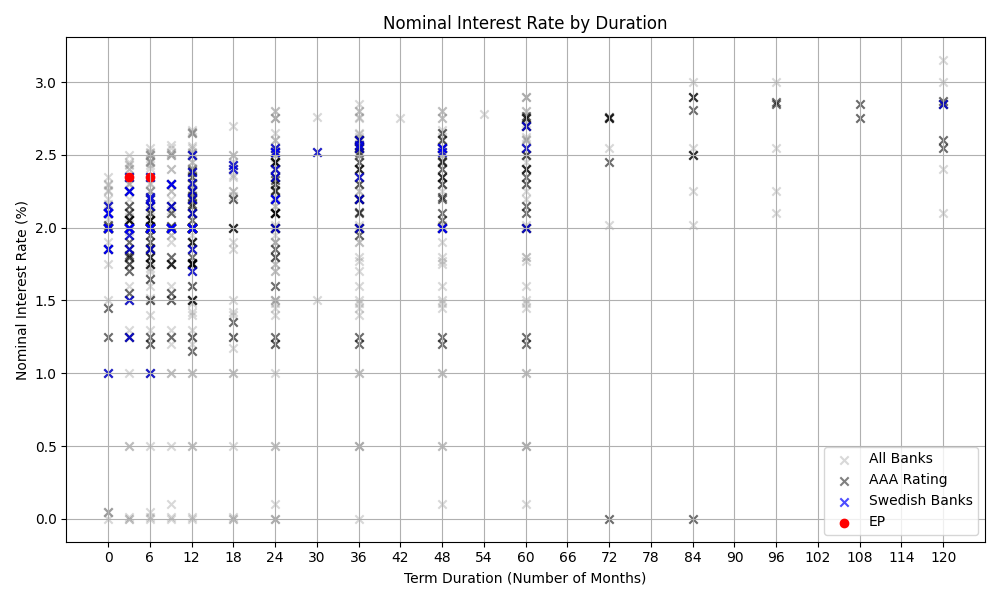 Nominal Interest Rate by Duration
Nominal Interest Rate (%)
3.0
2.5
2.0
1.5
1.0
0.5
0.0
All Banks
AAA Rating
Swedish Banks
EP
0 6 12 18 24 30 36 42 48 54 60 66 72 78 84 90 96 102 108 114 120
Term Duration (Number of Months)